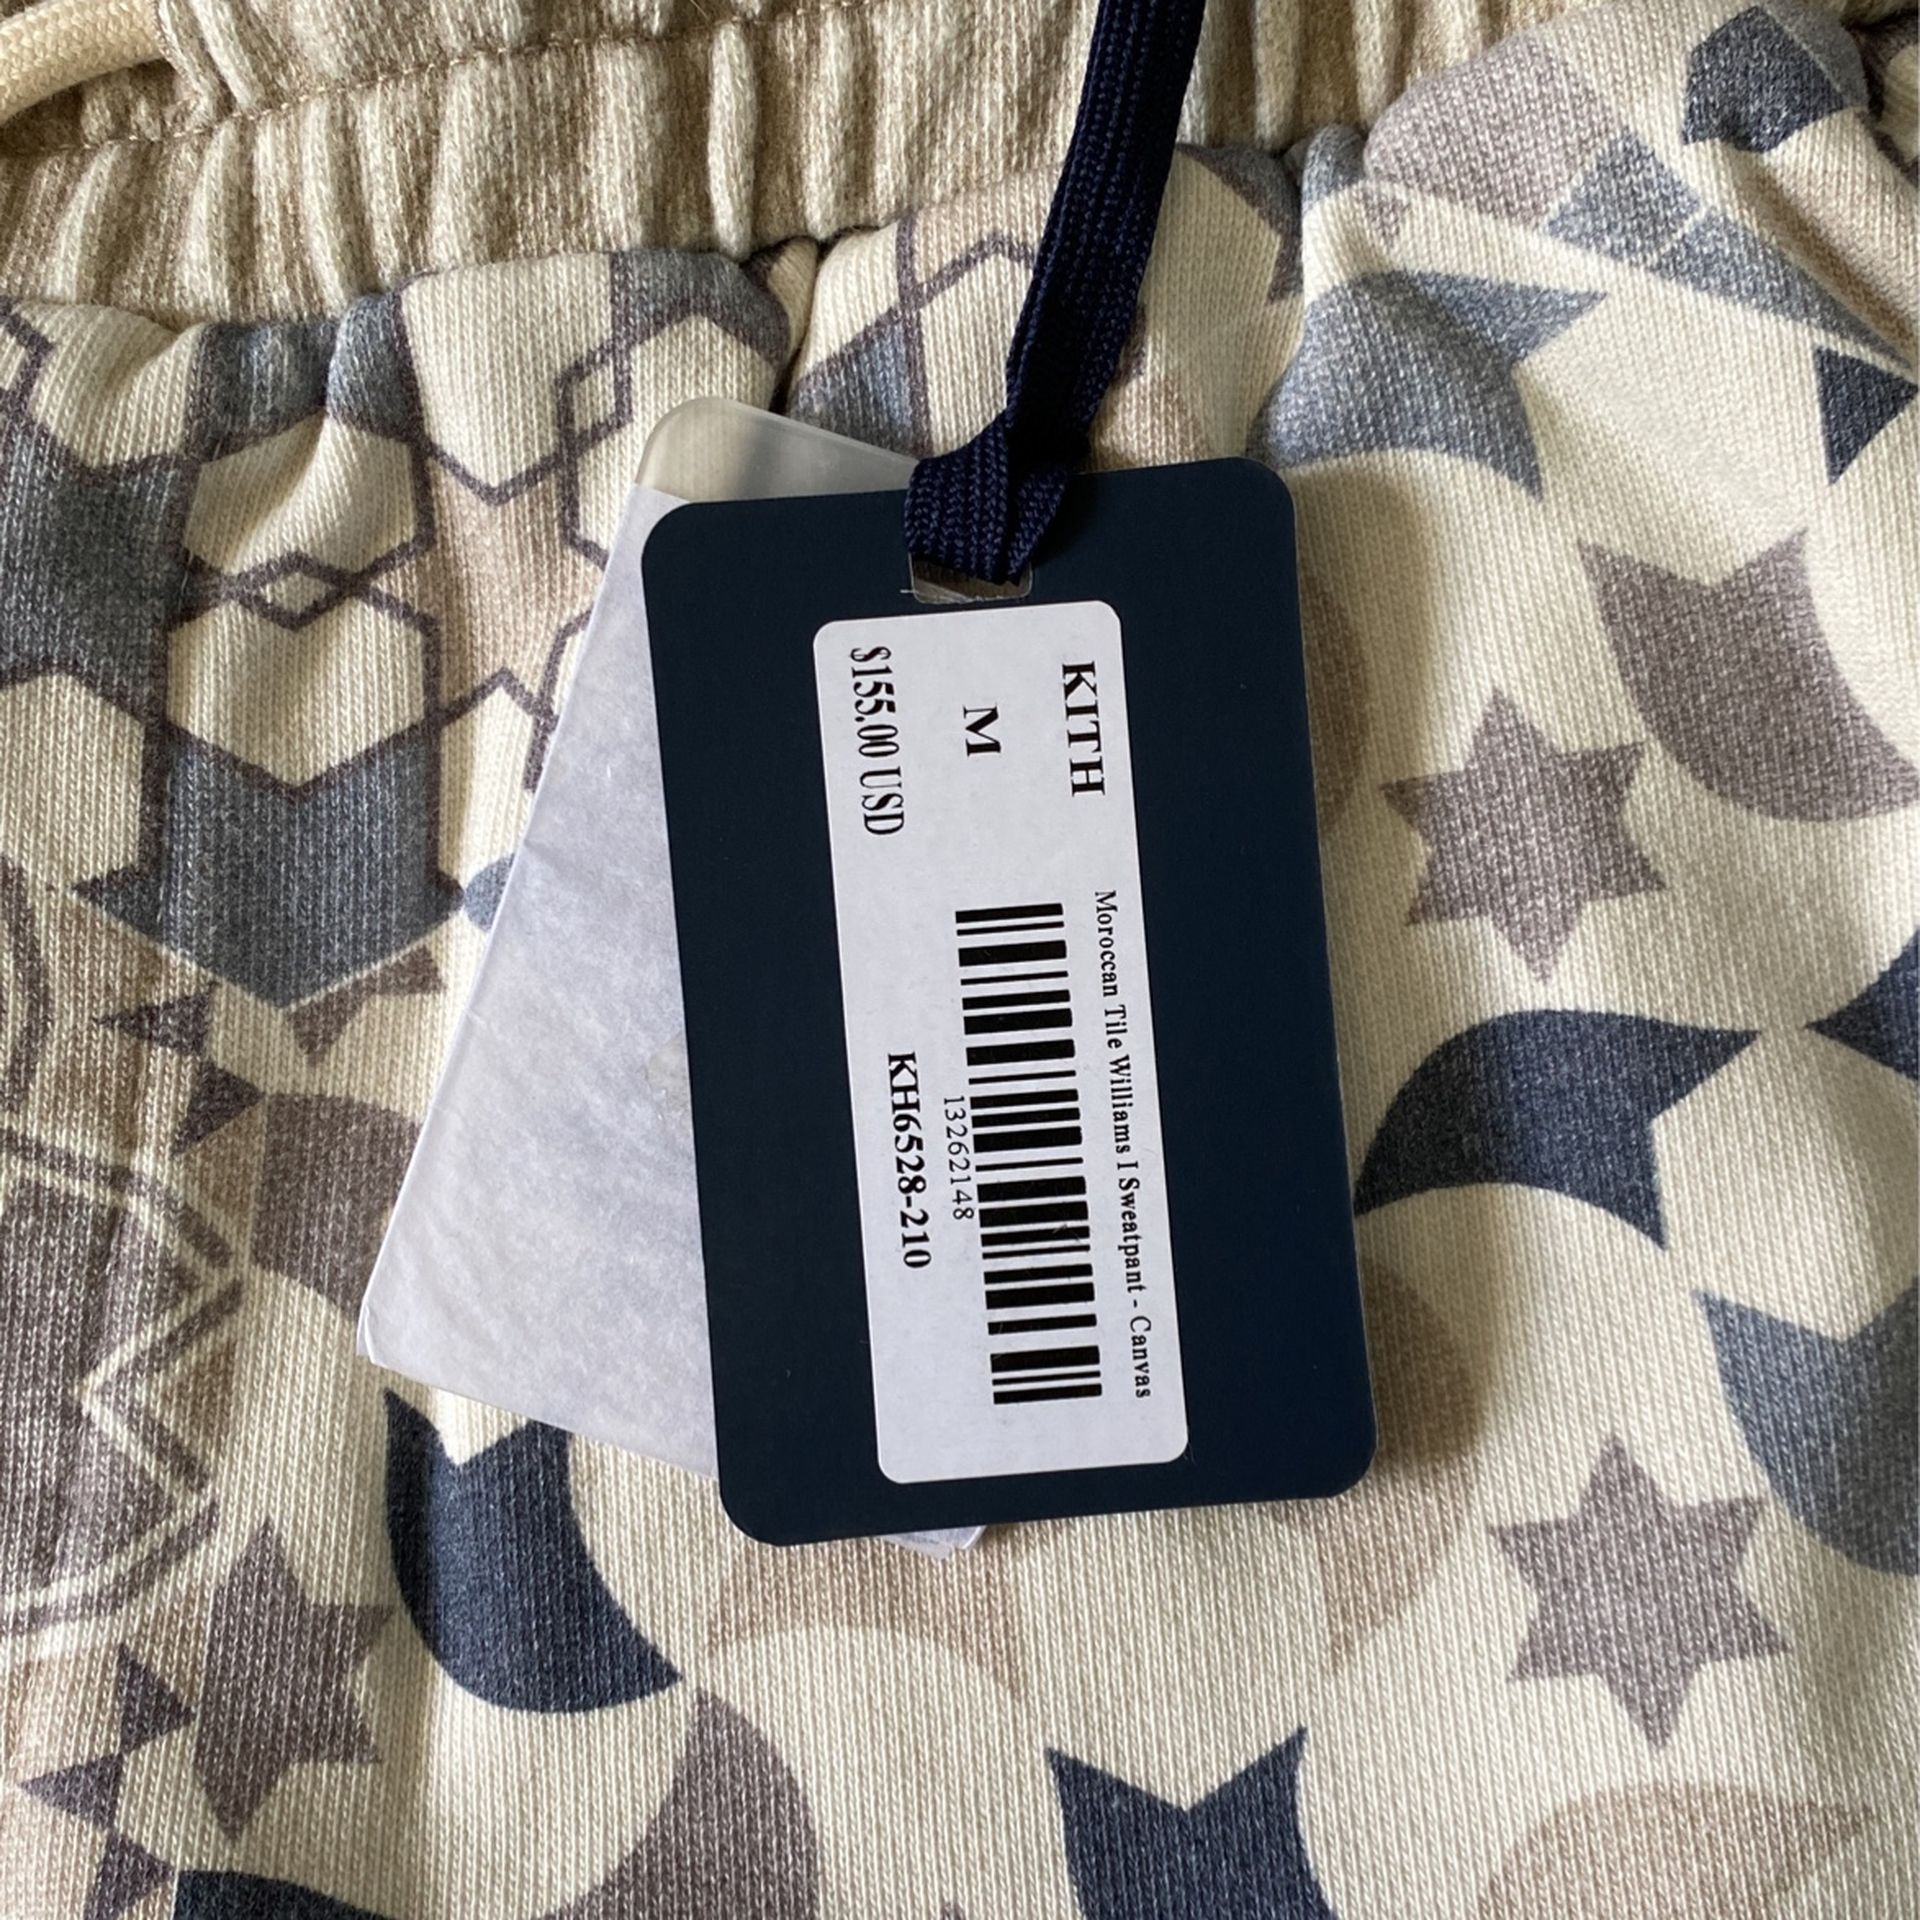 KITH
Moroccan Tile Williams I Sweatpant - Canvas
M
13262148
$155.00 USD
KH6528-210